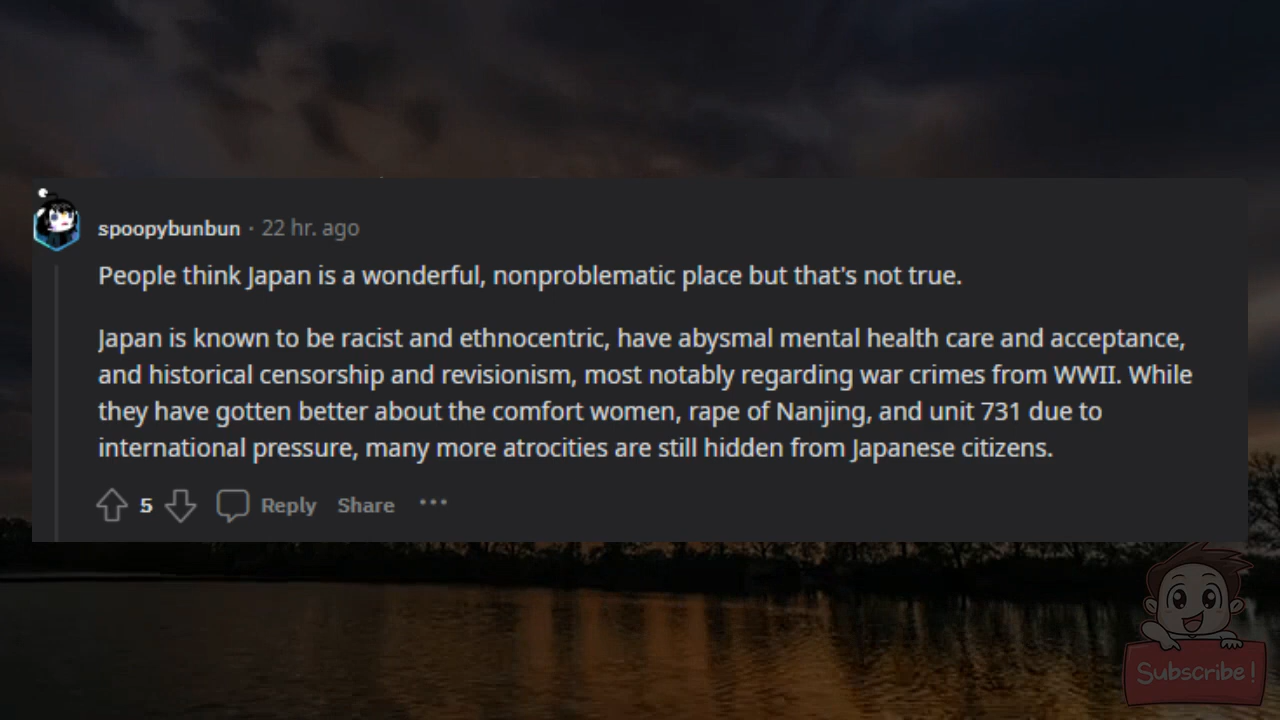 spoopybunbun · 22 hr. ago
People think Japan is a wonderful, nonproblematic place but that's not true.
Japan is known to be racist and ethnocentric, have abysmal mental health care and acceptance,
and historical censorship and revisionism, most notably regarding war crimes from WWII. While
they have gotten better about the comfort women, rape of Nanjing, and unit 731 due to
international pressure, many more atrocities are still hidden from Japanese citizens.
5 Reply Share ···
Subscribe!